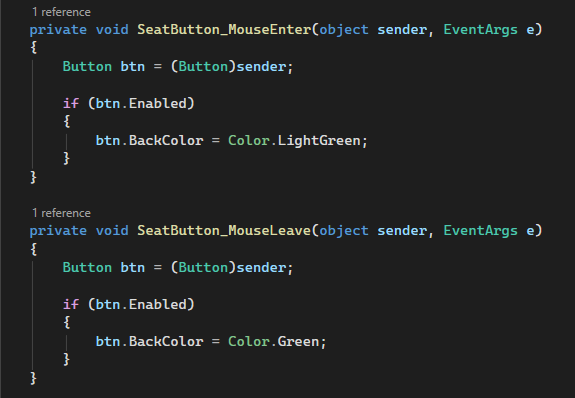 1 reference
private void SeatButton_MouseEnter(object sender, EventArgs e)
{
Button btn = (Button)sender;
if (btn.Enabled)
{
btn.BackColor = Color.LightGreen;
}
}
1 reference
private void SeatButton_MouseLeave(object sender, EventArgs e)
{
Button btn = (Button)sender;
if (btn.Enabled)
{
btn.BackColor = Color.Green;
}
}